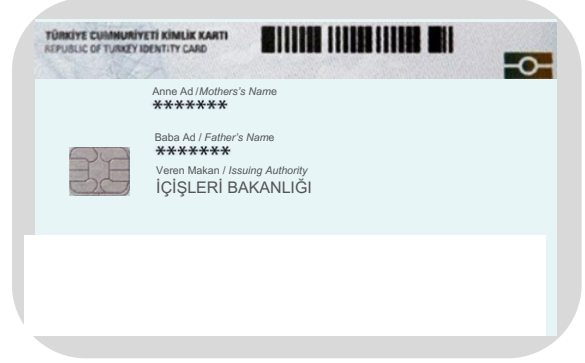 TÜRKİYE CUMHURİYETİ KİMLİK KARTI
REPUBLIC OF TURKEY IDENTITY CARD
Anne Ad /Mothers's Name
*******
Baba Ad / Father's Name
*******
Veren Makan / Issuing Authority
İÇİŞLERİ BAKANLIĞI